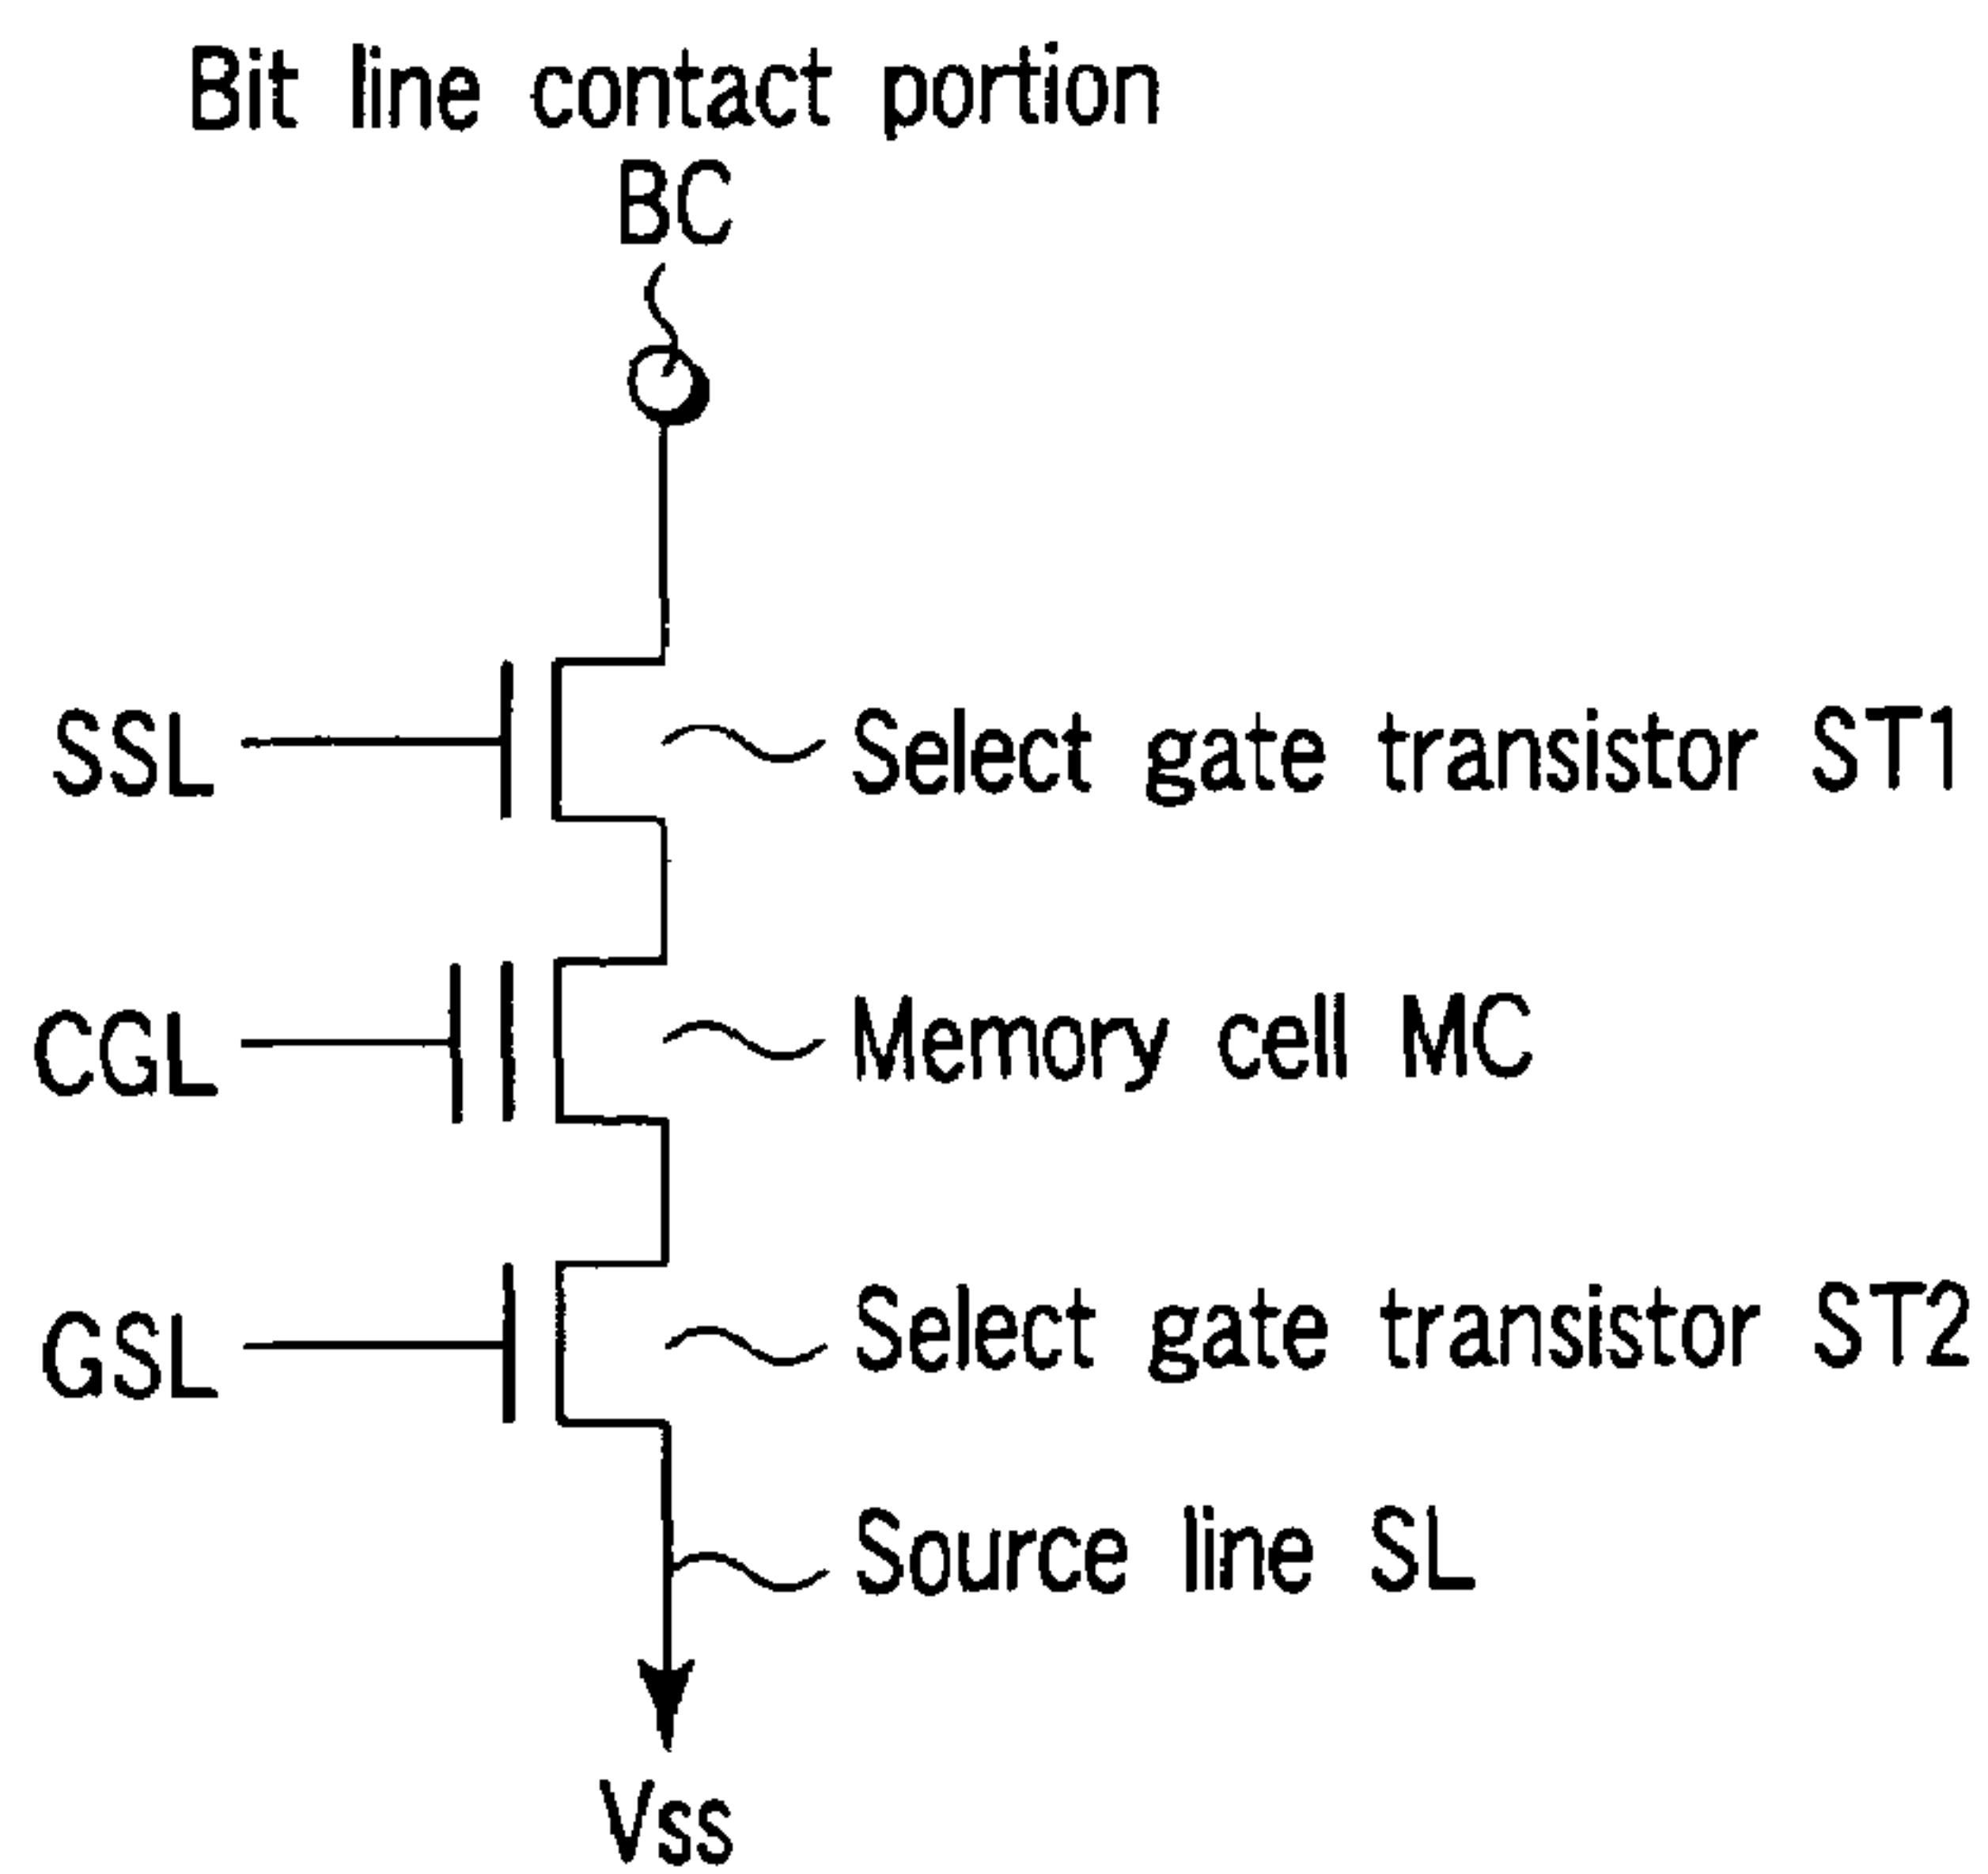 Bit line contact portion
BC
SSL
Select gate transistor ST1
CGL
Memory cell MC
GSL
Select gate transistor ST2
Source line SL
Vss